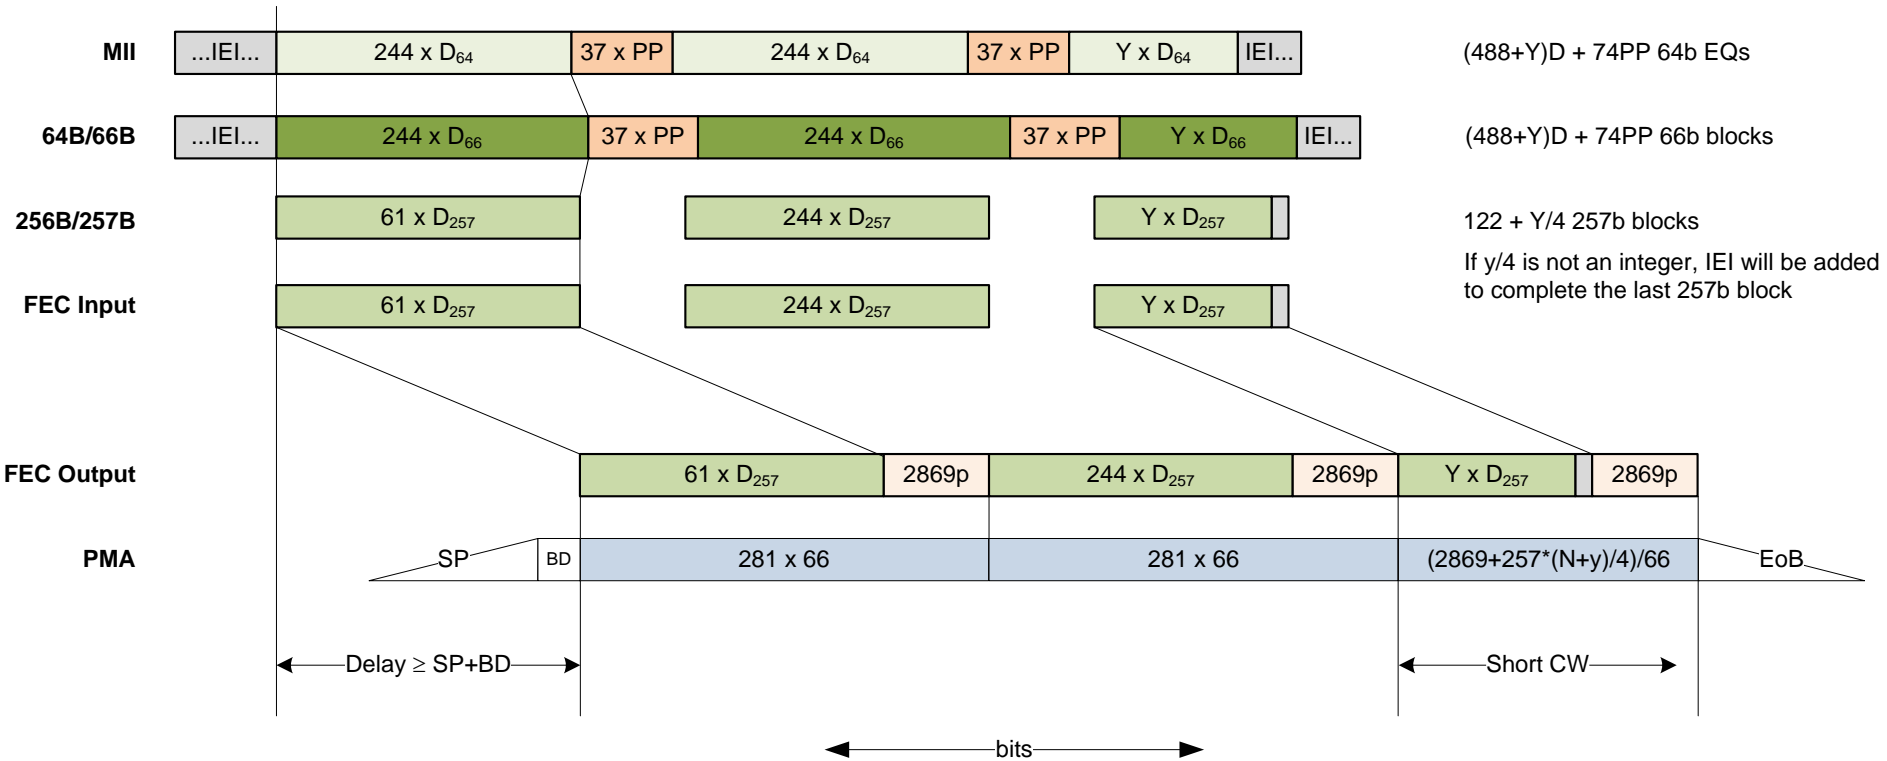 MII ...IEI... 244 x D64 37 x PP 244 x D64 37 x PP Y x D64 IEI... (488+Y)D + 74PP 64b EQs
64B/66B ...IEI... 244 x D66 37 x PP 244 x D66 37 x PP Y x D66 IEI... (488+Y)D + 74PP 66b blocks
256B/257B 61 x D257 244 x D257 Y x D257 122 + Y/4 257b blocks
If y/4 is not an integer, IEI will be added
to complete the last 257b block
FEC Input 61 x D257 244 x D257 Y x D257
FEC Output 61 x D257 2869p 244 x D257 2869p Y x D257 2869p
PMA SP BD 281 x 66 281 x 66 (2869+257*(N+y)/4)/66 EoB
Delay ≥ SP+BD Short CW
bits